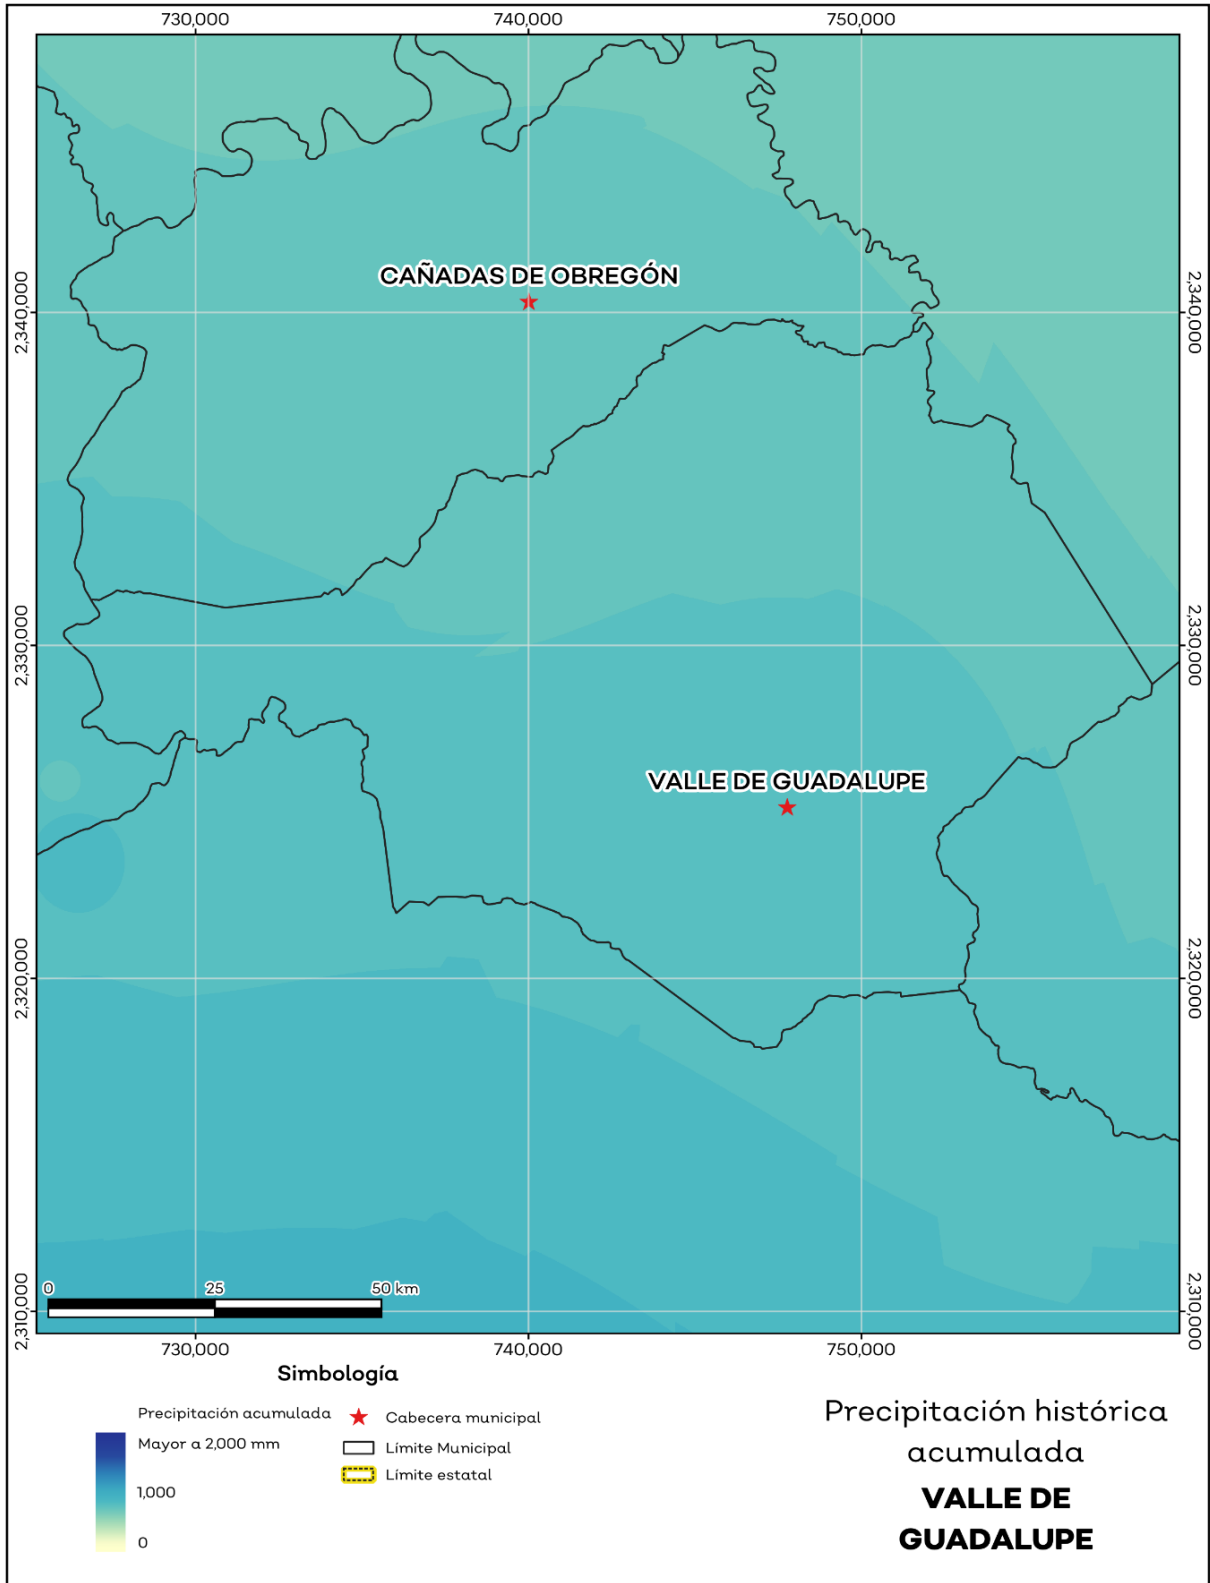 730,000
740,000
750,000
CAÑADAS DE OBREGÓN
2,340,000
2,340,000
2,330,000
2,330,000
VALLE DE GUADALUPE
2,320,000
2,320,000
2,310,000
2,310,000
0
25
50 km
730,000
740,000
750,000
Simbología
Precipitación acumulada
Mayor a 2,000 mm
1,000
0
Cabecera municipal
Límite Municipal
Límite estatal
Precipitación histórica
acumulada
VALLE DE
GUADALUPE